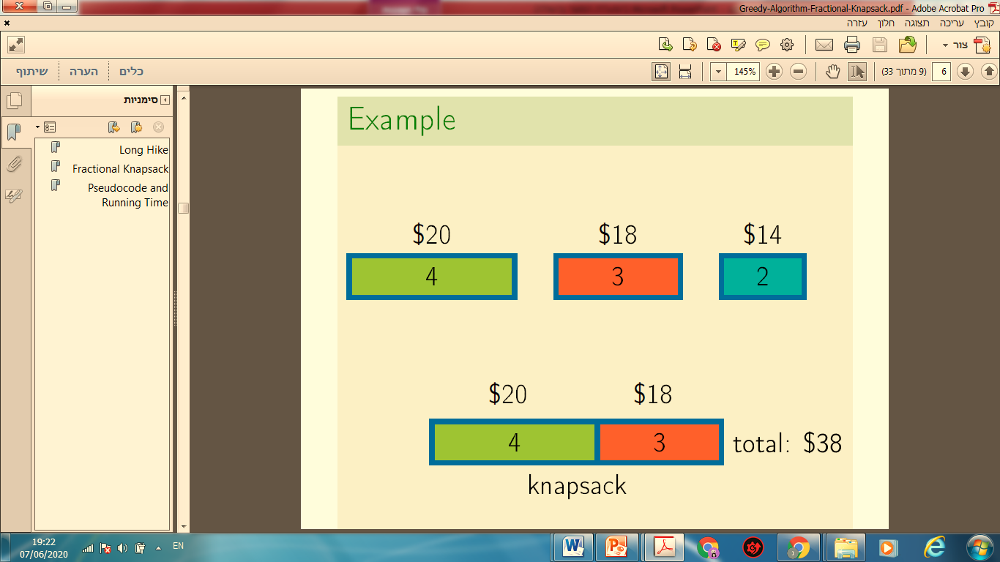 Greedy-Algorithm-Fractional-Knapsack.pdf - Adobe Acrobat Pro
קובץ עריכה תצוגה חלון עזרה
צור
6 (9 מתוך 33) 145%
כלים הערה שיתוף
סימניות
Long Hike
Fractional Knapsack
Pseudocode and
Running Time
Example
$20 $18 $14
4 3 2
$20 $18
4 3 total: $38
knapsack
19:22
07/06/2020
EN